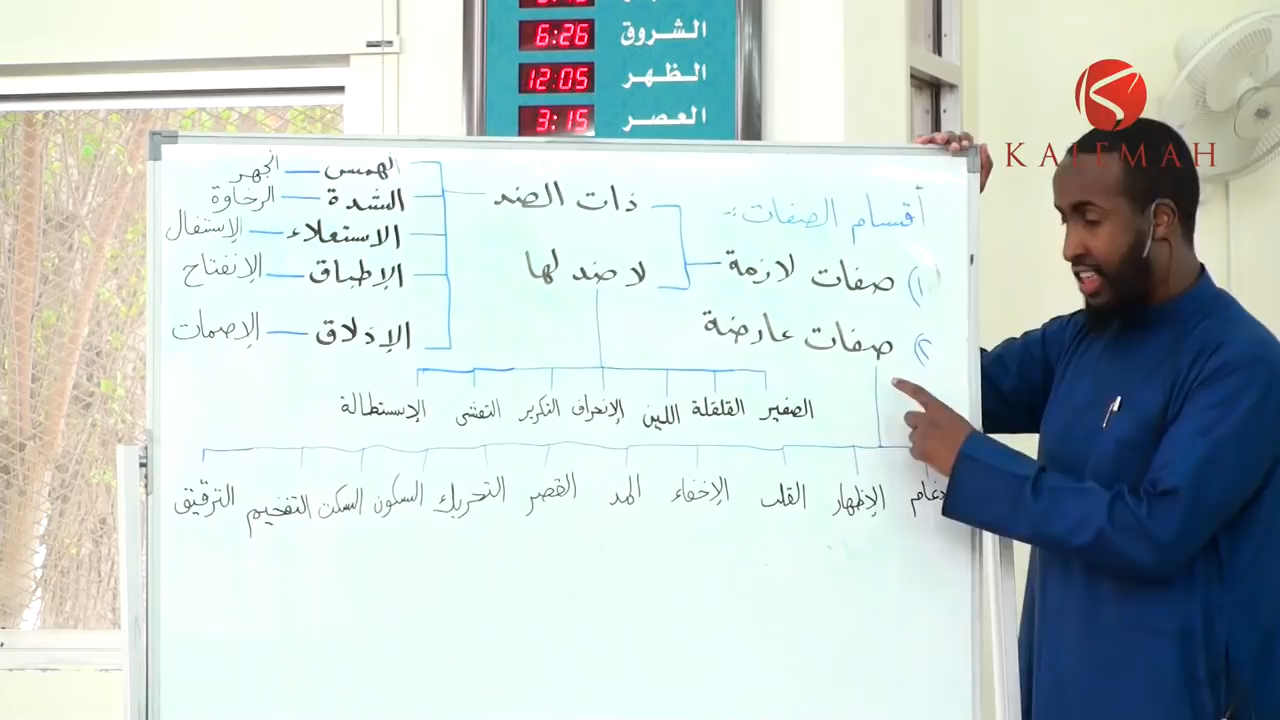 6:26 الشروق
12:05 الظهر
3:15 العصر
KALEMAH
أقسام الصفات :-
١) صفات لازمة
ذات الضد
الهمس — الجهر
الشدة — الرخاوة
الاستعلاء — الإستفال
الإطباق — الإنفتاح
الإذلاق — الإصمات
لا ضد لها
الصفير القلقلة اللين الإنحراف التكرير التفشي الإستطالة
٢) صفات عارضة
دغام الإظهار القلب الإخفاء المد القصر التحريك السكون السكت التفخيم الترقيق